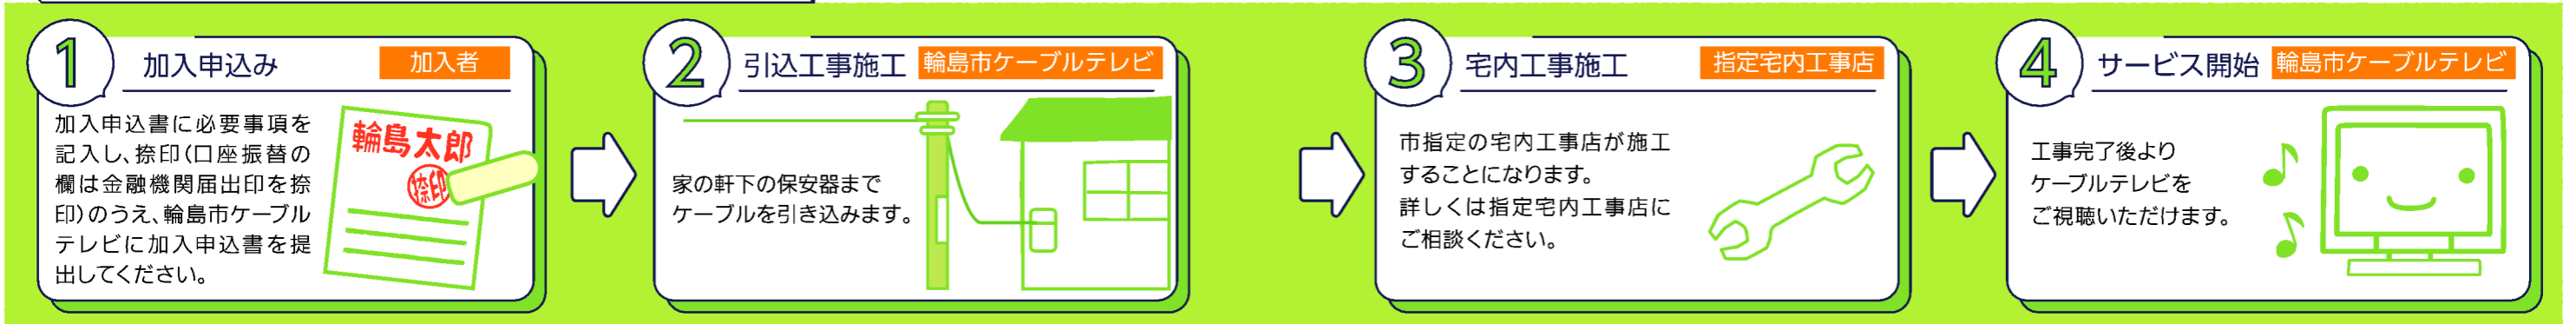 1
加入申込み
加入者
加入申込書に必要事項を
記入し、捺印(口座振替の
欄は金融機関届出印を捺
印)のうえ、輪島市ケーブル
テレビに加入申込書を提
出してください。
輪島太郎
捺印
2
引込工事施工
輪島市ケーブルテレビ
家の軒下の保安器まで
ケーブルを引き込みます。
3
宅内工事施工
指定宅内工事店
市指定の宅内工事店が施工
することになります。
詳しくは指定宅内工事店に
ご相談ください。
4
サービス開始
輪島市ケーブルテレビ
工事完了後より
ケーブルテレビを
ご視聴いただけます。